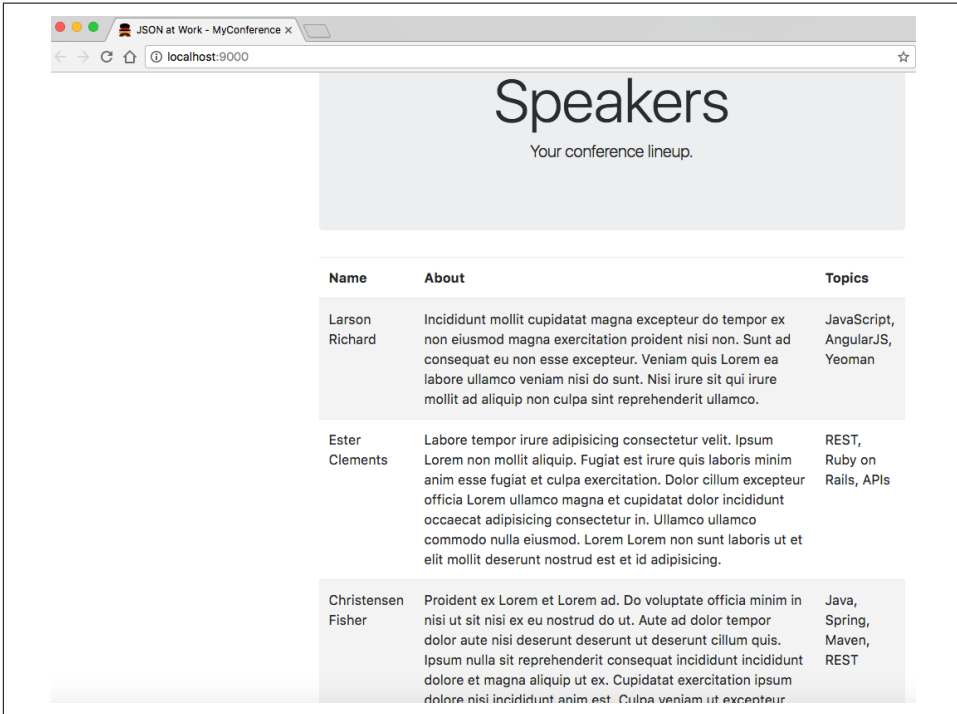 JSON at Work - MyConference ×
localhost:9000
Speakers
Your conference lineup.
Name About Topics
Larson
Richard
Incididunt mollit cupidatat magna excepteur do tempor ex
non eiusmod magna exercitation proident nisi non. Sunt ad
consequat eu non esse excepteur. Veniam quis Lorem ea
labore ullamco veniam nisi do sunt. Nisi irure sit qui irure
mollit ad aliquip non culpa sint reprehenderit ullamco.
JavaScript,
AngularJS,
Yeoman
Ester
Clements
Labore tempor irure adipisicing consectetur velit. Ipsum
Lorem non mollit aliquip. Fugiat est irure quis laboris minim
anim esse fugiat et culpa exercitation. Dolor cillum excepteur
officia Lorem ullamco magna et cupidatat dolor incididunt
occaecat adipisicing consectetur in. Ullamco ullamco
commodo nulla eiusmod. Lorem Lorem non sunt laboris ut et
elit mollit deserunt nostrud est et id adipisicing.
REST,
Ruby on
Rails, APIs
Christensen
Fisher
Proident ex Lorem et Lorem ad. Do voluptate officia minim in
nisi ut sit nisi ex eu nostrud do ut. Aute ad dolor tempor
dolor aute nisi deserunt deserunt ut deserunt cillum quis.
Ipsum nulla sit reprehenderit consequat incididunt incididunt
dolore et magna aliquip ut ex. Cupidatat exercitation ipsum
dolore nisi incididunt anim est. Culpa veniam ut excepteur
Java,
Spring,
Maven,
REST